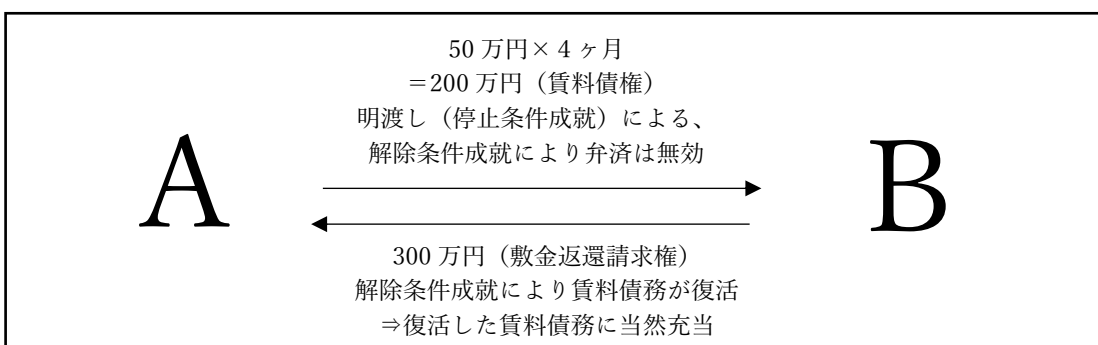 50 万円×４ヶ月
＝200 万円（賃料債権）
明渡し（停止条件成就）による、
解除条件成就により弁済は無効
A
B
300 万円（敷金返還請求権）
解除条件成就により賃料債務が復活
⇒復活した賃料債務に当然充当